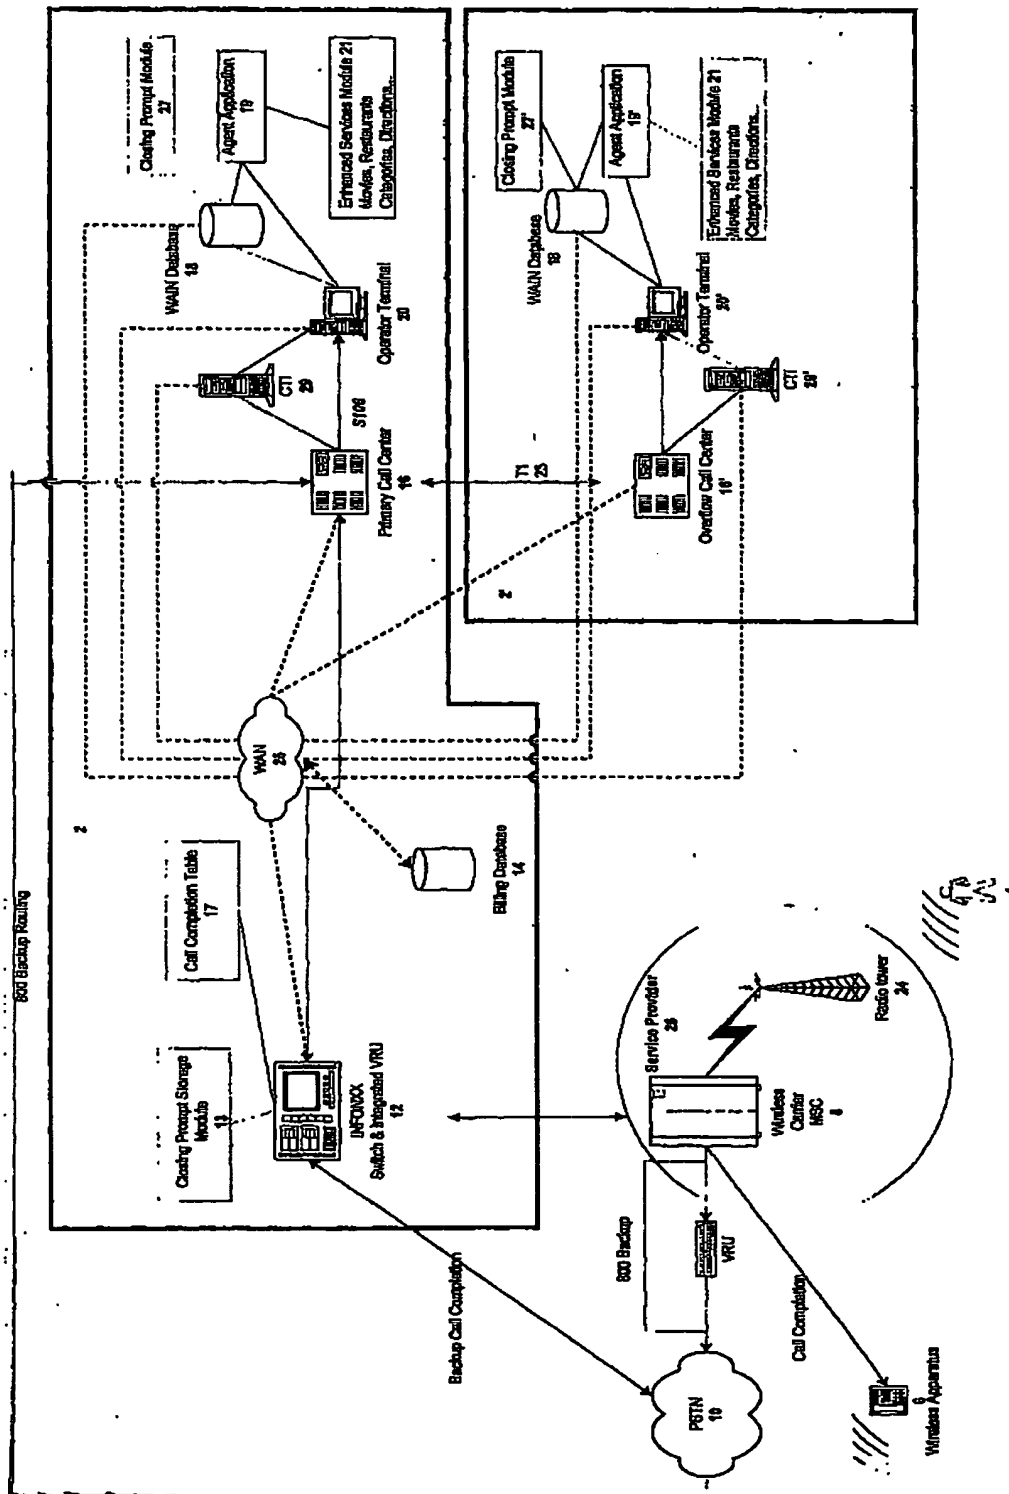 800 Backup Routing
2
Closing Prompt Storage
Module
13
Call Completion Table
17
INFONXX
Switch & Integrated VRU
12
WAN
Billing Database
14
Primary Call Center
16
S106
CTI
29
Operator Terminal
20
WAIN Database
18
Closing Prompt Module
27
Agent Application
19
Enhanced Services Module 21
Movies, Restaurants
Categories, Directions...
T1
2'
Overflow Call Center
16'
CTI
29'
Operator Terminal
20'
WAIN Database
18
Closing Prompt Module
27'
Agent Application
19'
Enhanced Services Module 21
Movies, Restaurants
Categories, Directions...
Backup Call Completion
PSTN
10
800 Backup
VRU
Call Completion
Service Provider
Wireless
Carrier
MSC
Radio tower
24
6
Wireless Apparatus